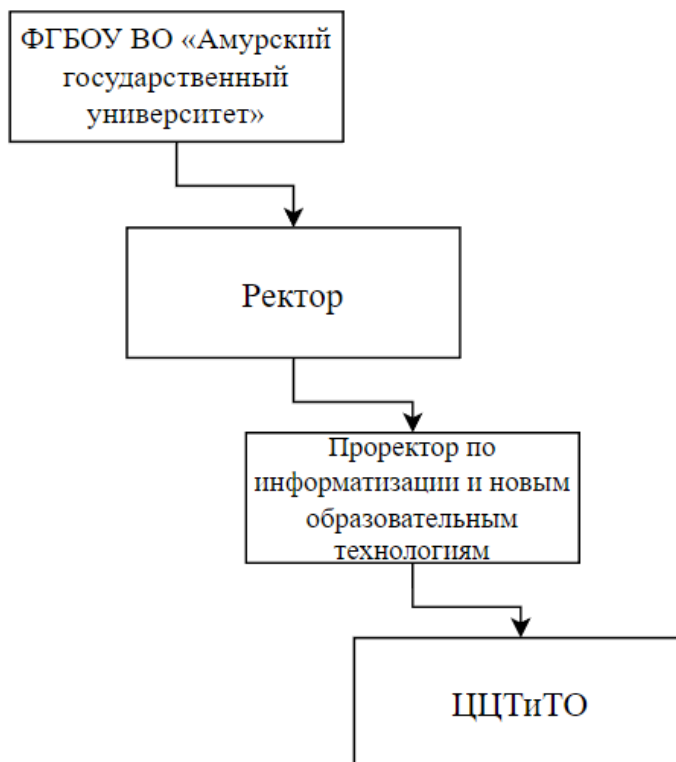 ФГБОУ ВО «Амурский
государственный
университет»
Ректор
Проректор по
информатизации и новым
образовательным
технологиям
ЦЦТиТО